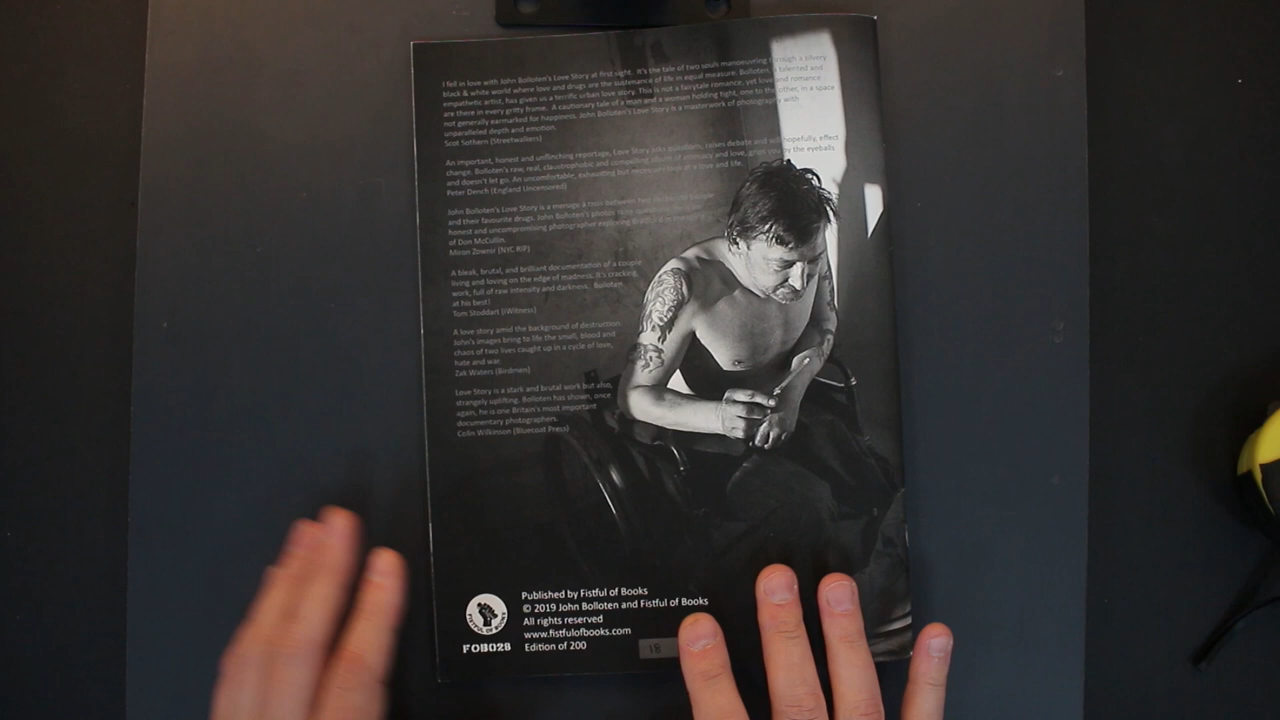 I fell in love with John Bolloten's Love Story at first sight. It's the tale of two souls manoeuvring through a silvery
black & white world where love and drugs are the sustenance of life in equal measure. Bolloten, a talented and
empathetic artist, has given us a terrific urban love story. This is not a fairytale romance, yet love and romance
are there in every gritty frame. A cautionary tale of a man and a woman holding tight, one to the other, in a space
not generally earmarked for happiness. John Bolloten's Love Story is a masterwork of photography with
unparalleled depth and emotion.
Scot Sothern (Streetwalkers)
An important, honest and unflinching reportage, Love Story asks questions, raises debate and will hopefully, effect
change. Bolloten's raw, real, claustrophobic and compelling album of intimacy and love, grips you by the eyeballs
and doesn't let go. An uncomfortable, exhausting but necessary look at a love and life.
Peter Dench (England Uncensored)
John Bolloten's Love Story is a menage a trois between two
and their favourite drugs. John Bolloten's photos
honest and uncompromising photographer exploring
of Don McCullin.
Miron Zownir (NYC RIP)
A bleak, brutal, and brilliant documentation of a couple
living and loving on the edge of madness. It's cracking
work, full of raw intensity and darkness. Bolloten
at his best!
Tom Stoddart (iWitness)
A love story amid the background of destruction.
John's images bring to life the smell, blood and
chaos of two lives caught up in a cycle of love,
hate and war.
Zak Waters (Birdmen)
Love Story is a stark and brutal work but also,
strangely uplifting. Bolloten has shown, once
again, he is one Britain's most important
documentary photographers.
Colin Wilkinson (Bluecoat Press)
FISTFUL OF BOOKS
FOB028
Published by Fistful of Books
© 2019 John Bolloten and Fistful of Books
All rights reserved
www.fistfulofbooks.com
Edition of 200
18